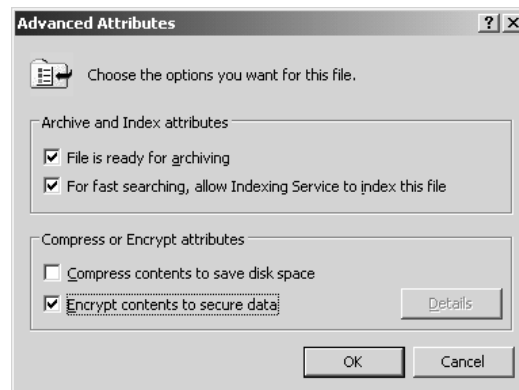 Advanced Attributes
Choose the options you want for this file.
Archive and Index attributes
File is ready for archiving
For fast searching, allow Indexing Service to index this file
Compress or Encrypt attributes
Compress contents to save disk space
Encrypt contents to secure data
Details
OK Cancel